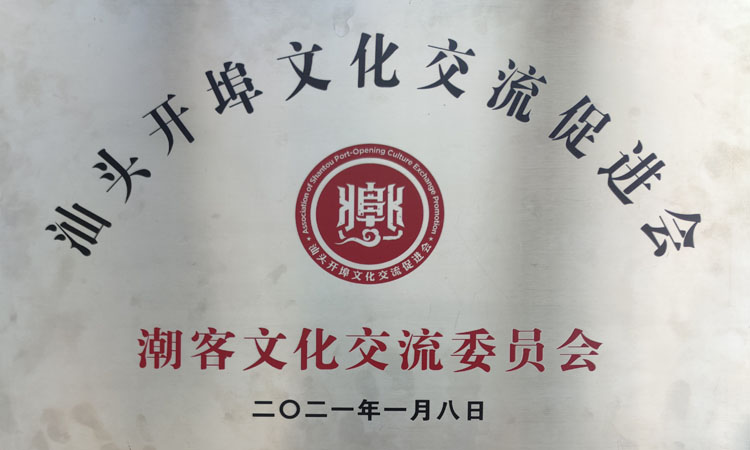 汕头开埠文化交流促进会
Association of Shantou Port-Opening Culture Exchange Promotion
汕头开埠文化交流促进会
潮客文化交流委员会
二〇二一年一月八日